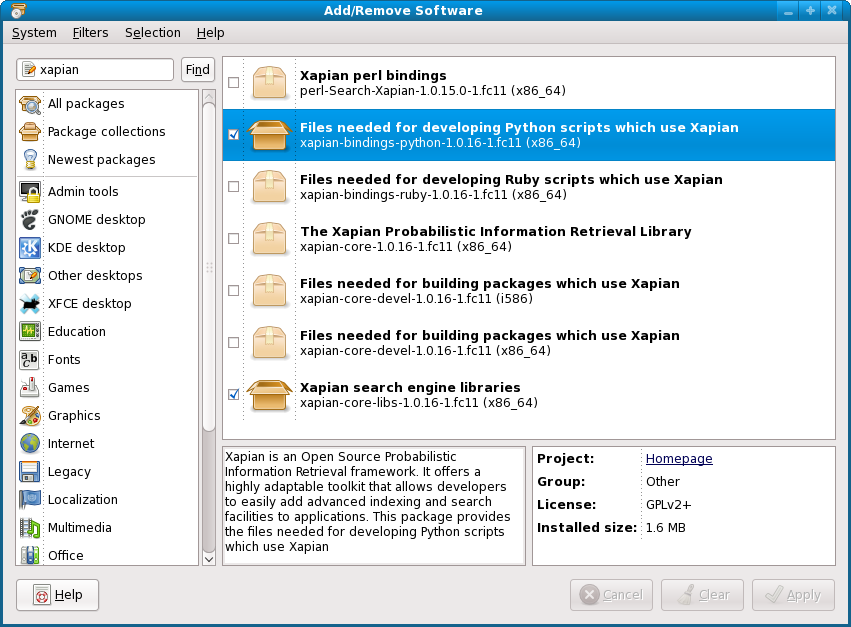 Add/Remove Software
System Filters Selection Help
xapian
Find
All packages
Package collections
Newest packages
Admin tools
GNOME desktop
KDE desktop
Other desktops
XFCE desktop
Education
a,b
c
Fonts
Games
Graphics
Internet
Legacy
Localization
Multimedia
Office
Xapian perl bindings
perl-Search-Xapian-1.0.15.0-1.fc11 (x86_64)
Files needed for developing Python scripts which use Xapian
xapian-bindings-python-1.0.16-1.fc11 (x86_64)
Files needed for developing Ruby scripts which use Xapian
xapian-bindings-ruby-1.0.16-1.fc11 (x86_64)
The Xapian Probabilistic Information Retrieval Library
xapian-core-1.0.16-1.fc11 (x86_64)
Files needed for building packages which use Xapian
xapian-core-devel-1.0.16-1.fc11 (i586)
Files needed for building packages which use Xapian
xapian-core-devel-1.0.16-1.fc11 (x86_64)
Xapian search engine libraries
xapian-core-libs-1.0.16-1.fc11 (x86_64)
Xapian is an Open Source Probabilistic
Information Retrieval framework. It offers a
highly adaptable toolkit that allows developers
to easily add advanced indexing and search
facilities to applications. This package provides
the files needed for developing Python scripts
which use Xapian
Project: Homepage
Group: Other
License: GPLv2+
Installed size: 1.6 MB
Help
Cancel
Clear
Apply